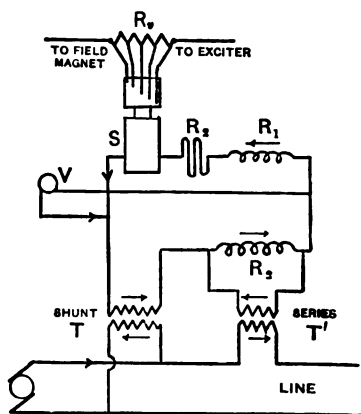 Rv
TO FIELD MAGNET
TO EXCITER
S
R2
R1
V
R3
SHUNT
T
SERIES
T'
LINE